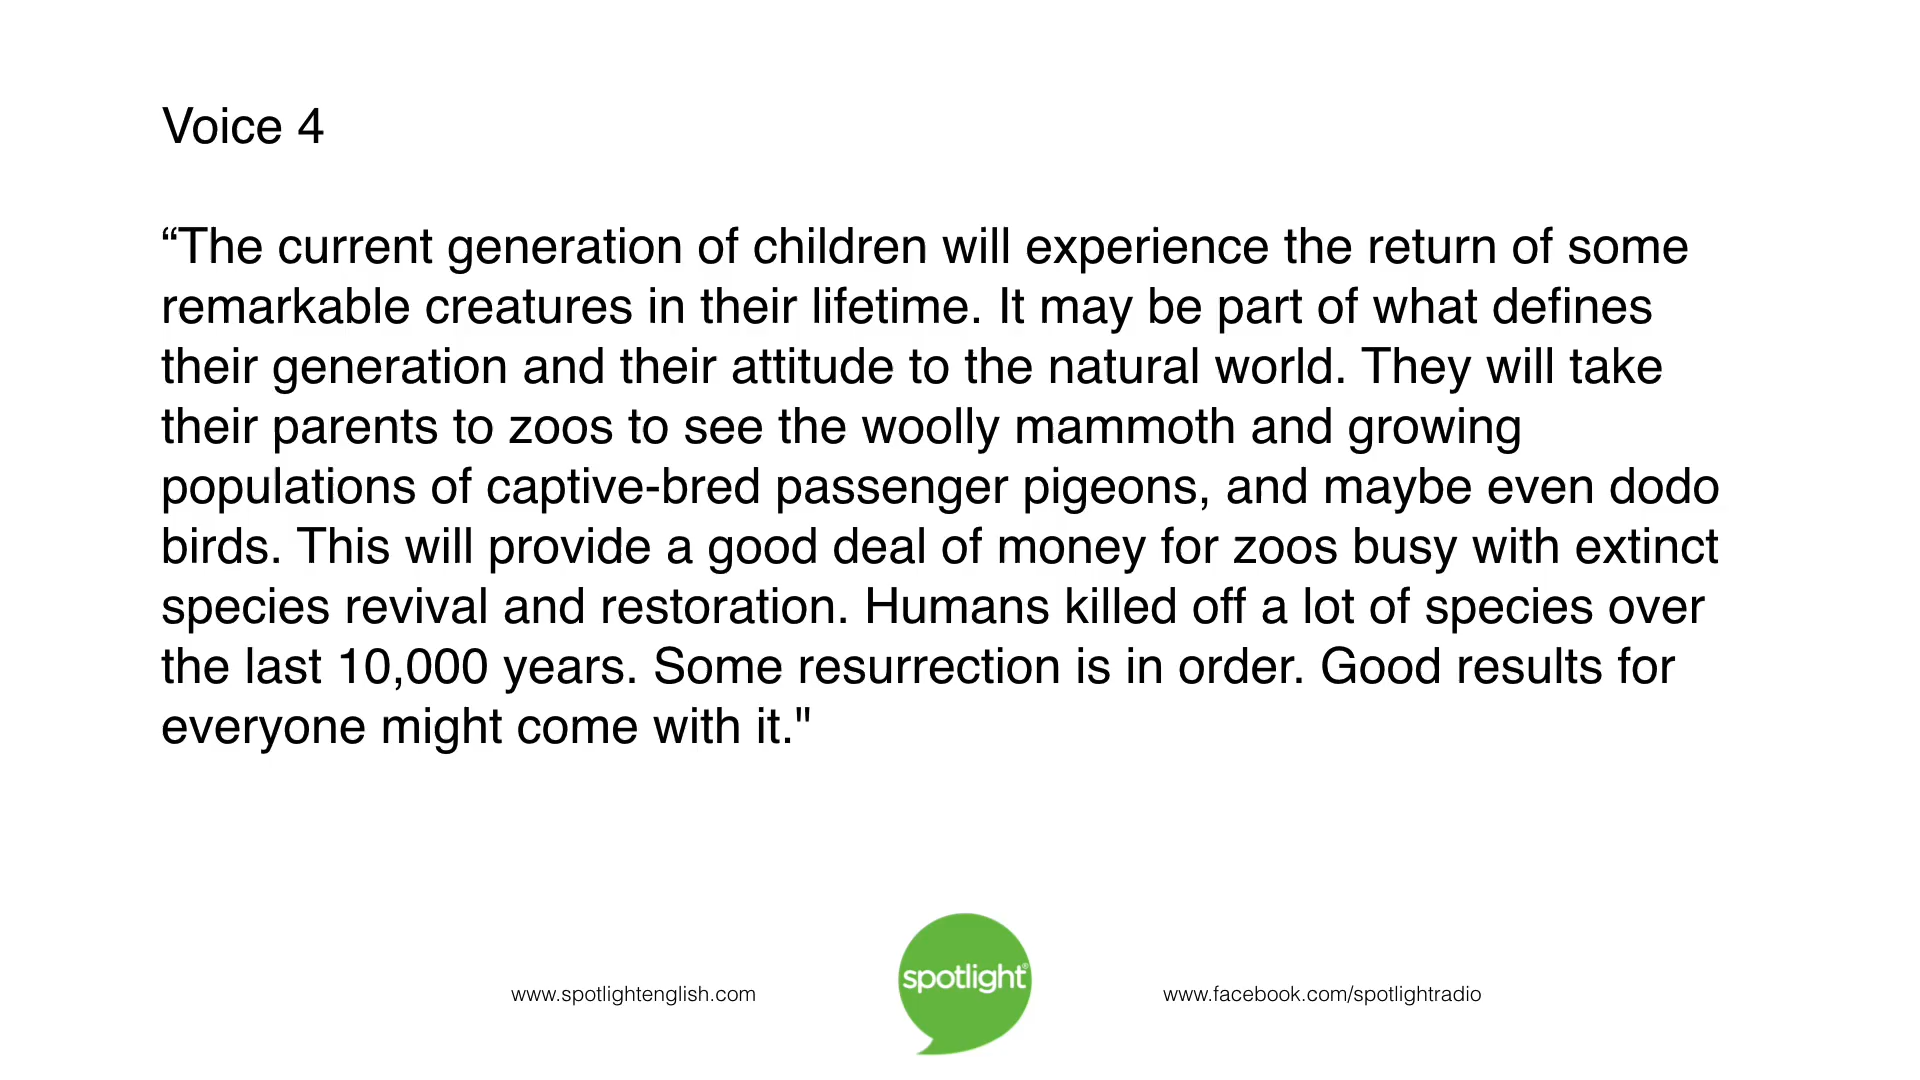 Voice 4
“The current generation of children will experience the return of some
remarkable creatures in their lifetime. It may be part of what defines
their generation and their attitude to the natural world. They will take
their parents to zoos to see the woolly mammoth and growing
populations of captive-bred passenger pigeons, and maybe even dodo
birds. This will provide a good deal of money for zoos busy with extinct
species revival and restoration. Humans killed off a lot of species over
the last 10,000 years. Some resurrection is in order. Good results for
everyone might come with it."
www.spotlightenglish.com
spotlight®
www.facebook.com/spotlightradio